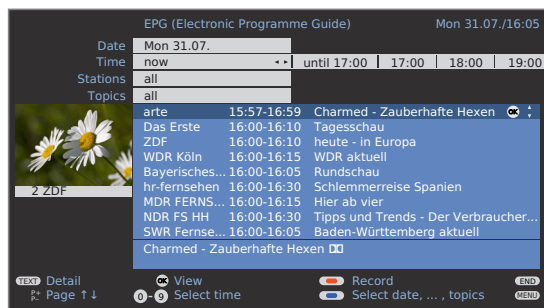 EPG (Electronic Programme Guide) Mon 31.07./16:05
Date Mon 31.07.
Time now until 17:00 17:00 18:00 19:00
Stations all
Topics all
arte 15:57-16:59 Charmed - Zauberhafte Hexen OK
Das Erste 16:00-16:10 Tagesschau
ZDF 16:00-16:10 heute - in Europa
WDR Köln 16:00-16:15 WDR aktuell
Bayerisches... 16:00-16:05 Rundschau
hr-fernsehen 16:00-16:30 Schlemmerreise Spanien
MDR FERNS... 16:00-16:15 Hier ab vier
NDR FS HH 16:00-16:30 Tipps und Trends - Der Verbraucher...
SWR Fernse... 16:00-16:05 Baden-Württemberg aktuell
2 ZDF
Charmed - Zauberhafte Hexen
TEXT Detail OK View Record END
P+ P- Page ↑↓ 0-9 Select time Select date, ... , topics MENU